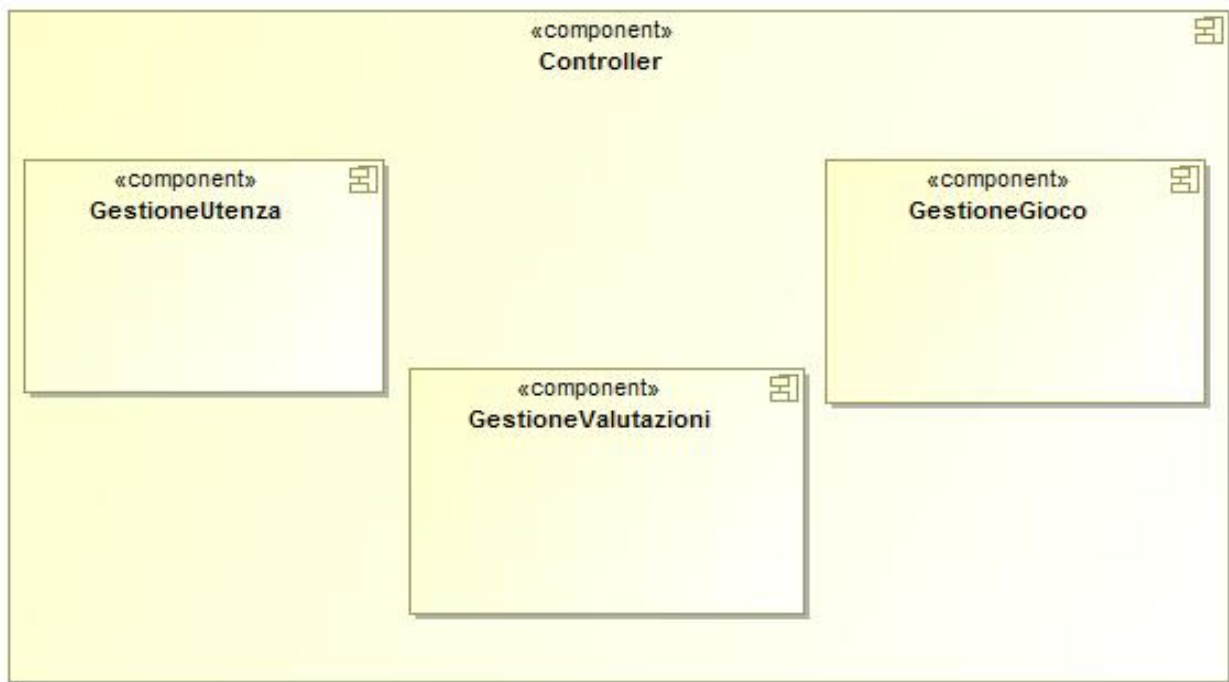 «component»
Controller
«component»
GestioneUtenza
«component»
GestioneGioco
«component»
GestioneValutazioni